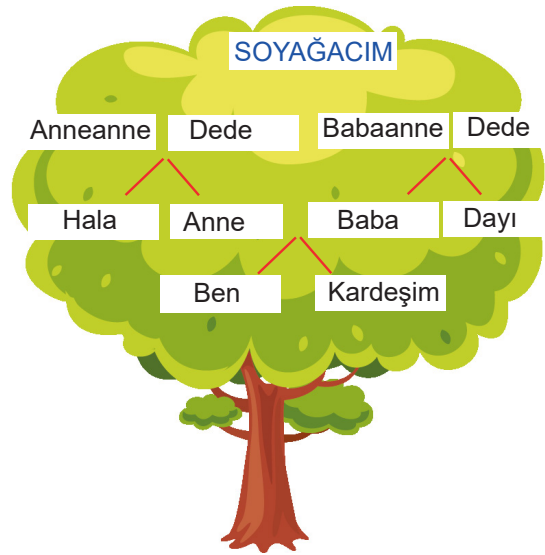 SOYAĞACIM
Anneanne Dede Babaanne Dede
Hala Anne Baba Dayı
Ben Kardeşim